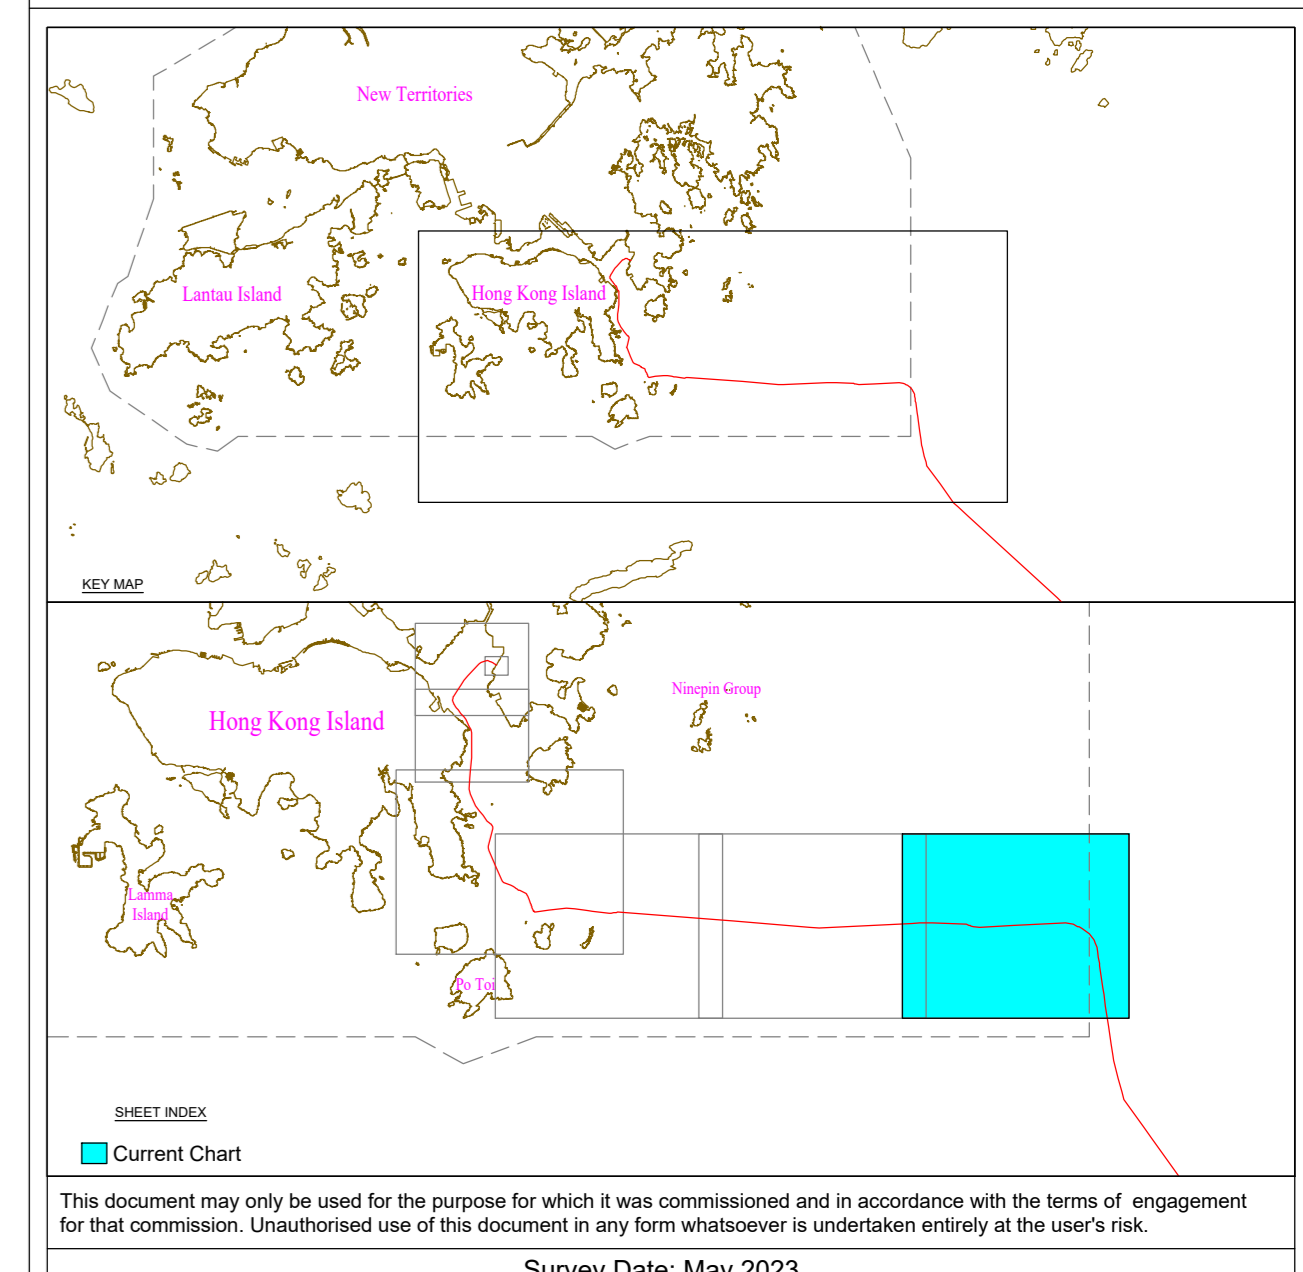 New Territories
Lantau Island
Hong Kong Island
KEY MAP
Ninepin Group
Hong Kong Island
Lamma
Island
Po Toi
SHEET INDEX
Current Chart
This document may only be used for the purpose for which it was commissioned and in accordance with the terms of engagement
for that commission. Unauthorised use of this document in any form whatsoever is undertaken entirely at the user's risk.
Survey Date: May 2023